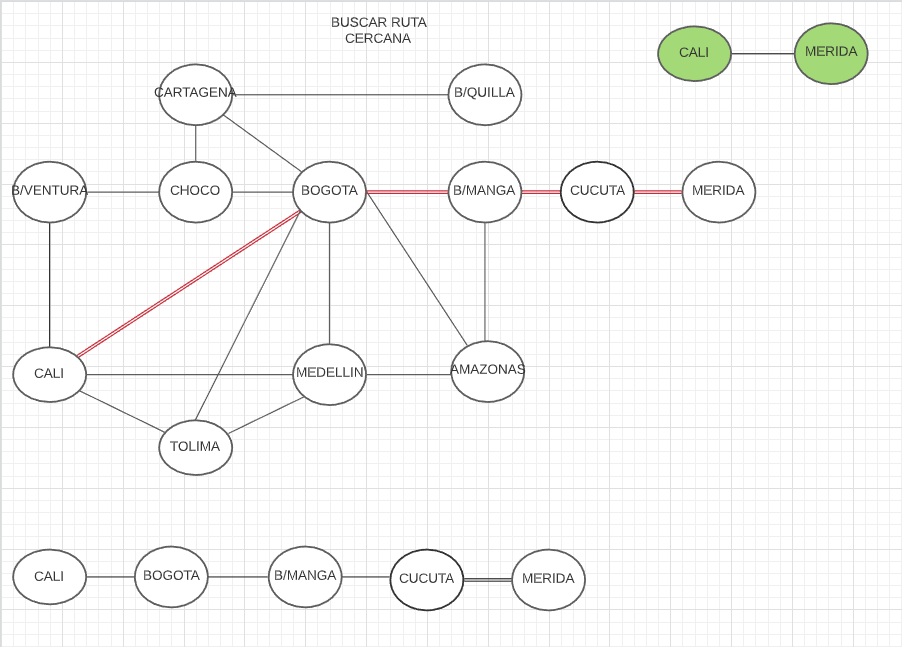 BUSCAR RUTA
CERCANA
CALI
MERIDA
CARTAGENA
B/QUILLA
B/VENTURA
CHOCO
BOGOTA
B/MANGA
CUCUTA
MERIDA
CALI
MEDELLIN
AMAZONAS
TOLIMA
CALI
BOGOTA
B/MANGA
CUCUTA
MERIDA